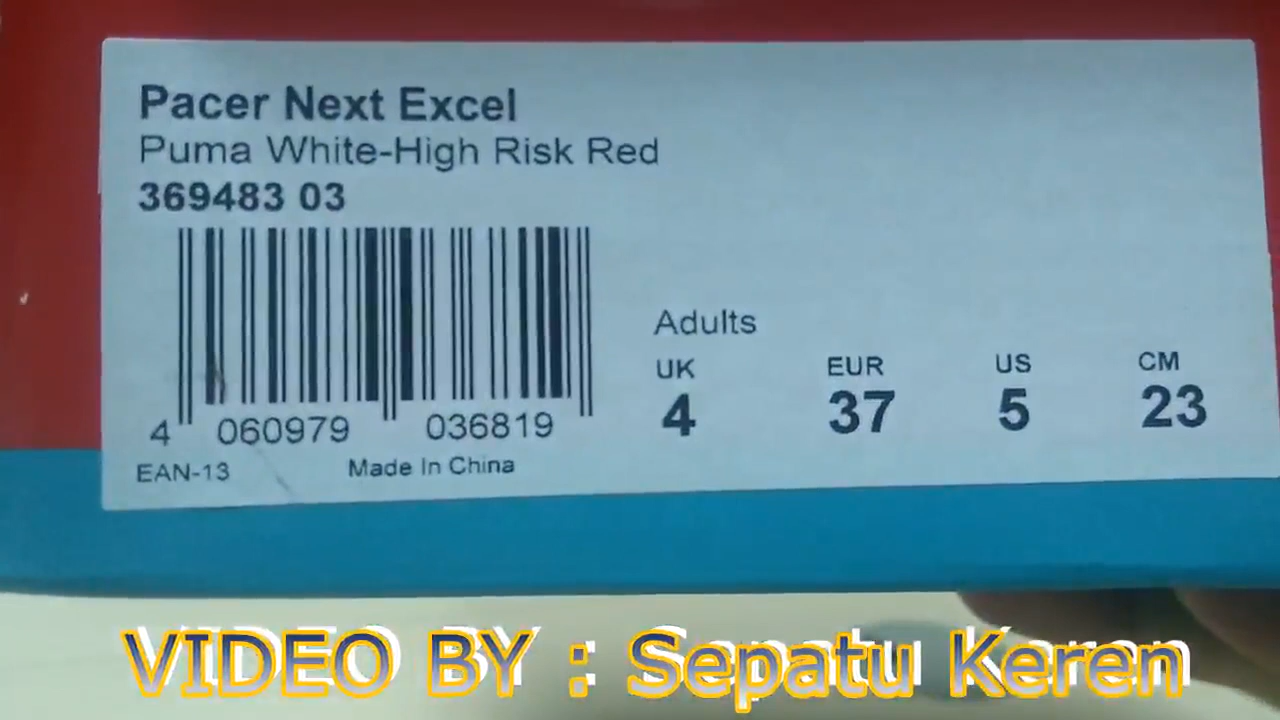 Pacer Next Excel
Puma White-High Risk Red
369483 03
4 060979 036819
EAN-13 Made In China
Adults
UK EUR US CM
4 37 5 23
VIDEO BY : Sepatu Keren